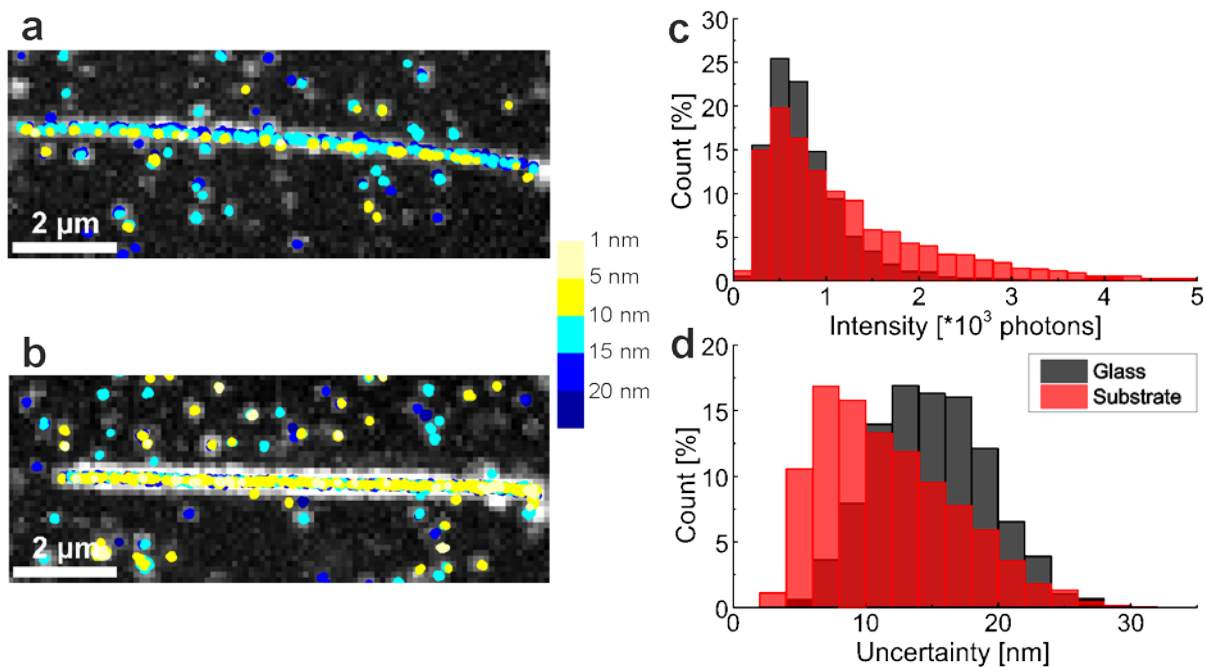 a
2 µm
b
2 µm
1 nm
5 nm
10 nm
15 nm
20 nm
c
30
25
20
15
10
5
0
Count [%]
0 1 2 3 4 5
Intensity [*10³ photons]
d
20
15
10
5
0
Count [%]
Glass
Substrate
0 10 20 30
Uncertainty [nm]